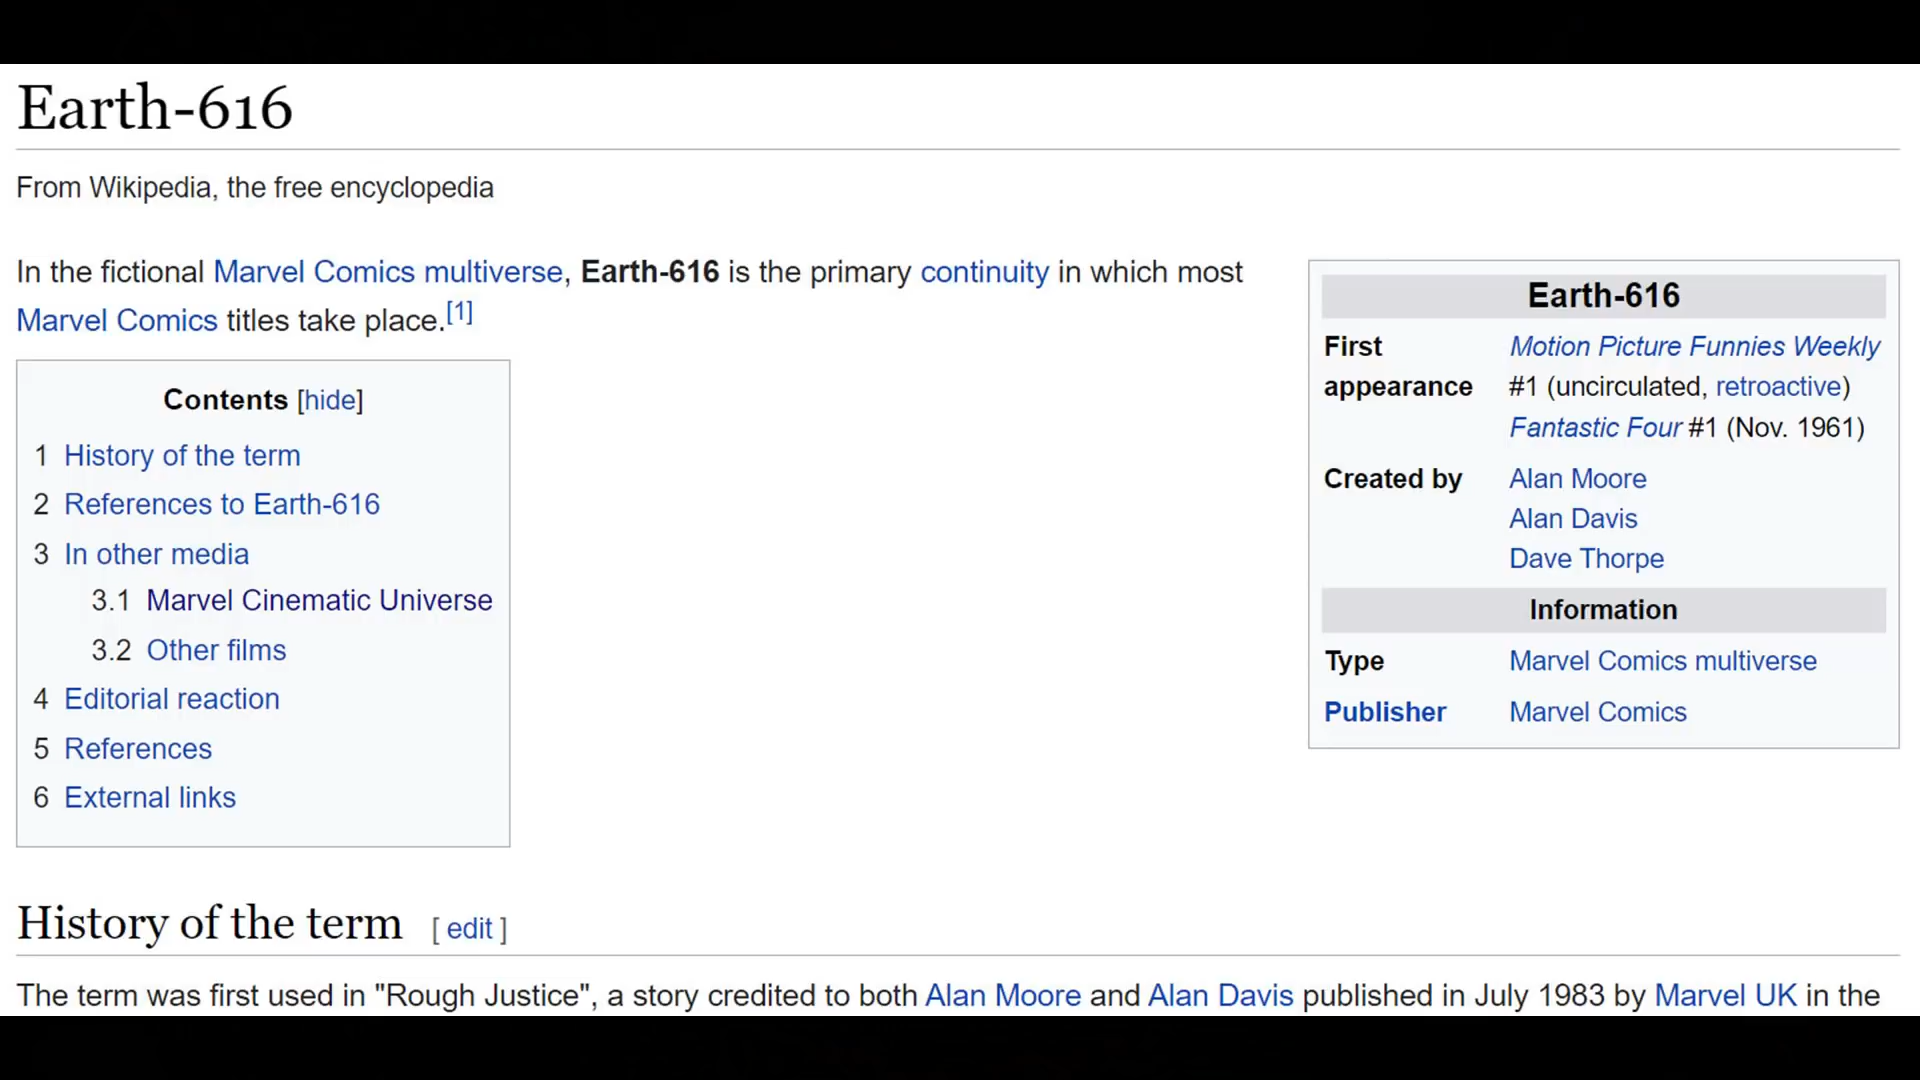 Earth-616
From Wikipedia, the free encyclopedia
In the fictional Marvel Comics multiverse, Earth-616 is the primary continuity in which most
Marvel Comics titles take place.[1]
Contents [hide]
1 History of the term
2 References to Earth-616
3 In other media
3.1 Marvel Cinematic Universe
3.2 Other films
4 Editorial reaction
5 References
6 External links
Earth-616
First appearance
Motion Picture Funnies Weekly
#1 (uncirculated, retroactive)
Fantastic Four #1 (Nov. 1961)
Created by
Alan Moore
Alan Davis
Dave Thorpe
Information
Type Marvel Comics multiverse
Publisher Marvel Comics
History of the term [ edit ]
The term was first used in "Rough Justice", a story credited to both Alan Moore and Alan Davis published in July 1983 by Marvel UK in the